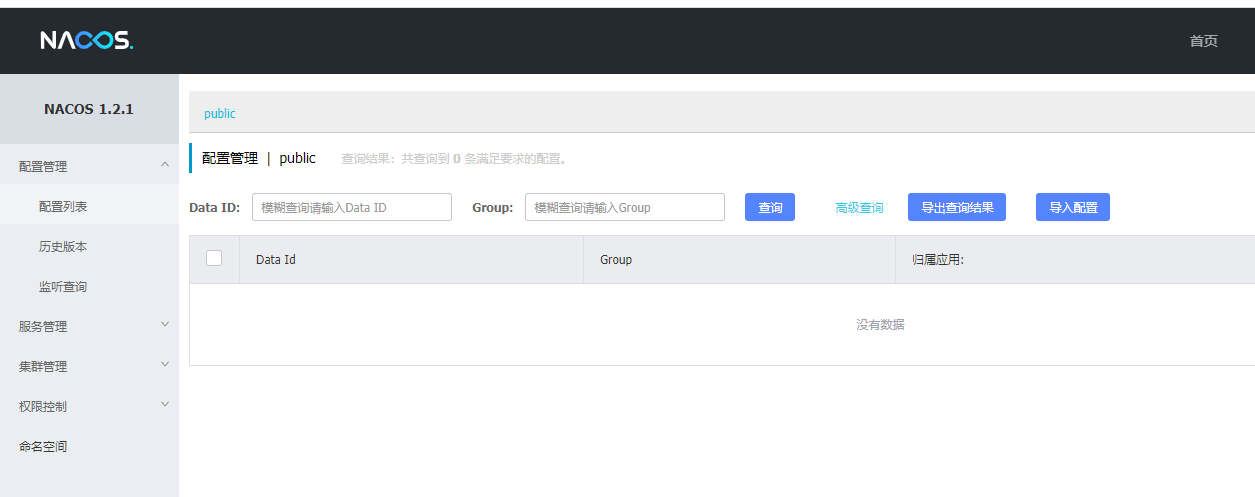 NACOS.
首页
NACOS 1.2.1
public
配置管理
配置管理 | public 查询结果：共查询到 0 条满足要求的配置。
配置列表
历史版本
监听查询
服务管理
集群管理
权限控制
命名空间
Data ID: 模糊查询请输入Data ID Group: 模糊查询请输入Group 查询 高级查询 导出查询结果 导入配置
Data Id Group 归属应用:
没有数据